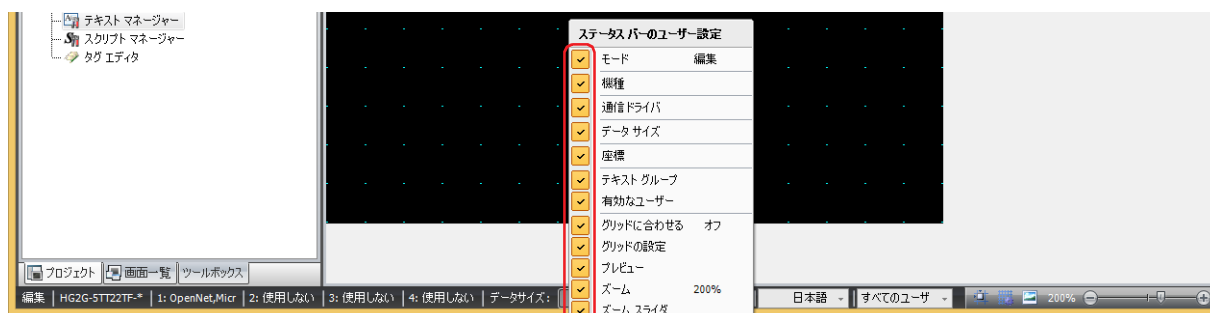 テキスト マネージャー
スクリプト マネージャー
タグ エディタ
ステータス バーのユーザー設定
モード 編集
機種
通信ドライバ
データ サイズ
座標
テキスト グループ
有効なユーザー
グリッドに合わせる オフ
グリッドの設定
プレビュー
ズーム 200%
ズーム スライダ
プロジェクト 画面一覧 ツールボックス
編集 HG2G-5TT22TF-* 1: OpenNet,Micr 2: 使用しない 3: 使用しない 4: 使用しない データサイズ: 日本語 すべてのユーザ 200%